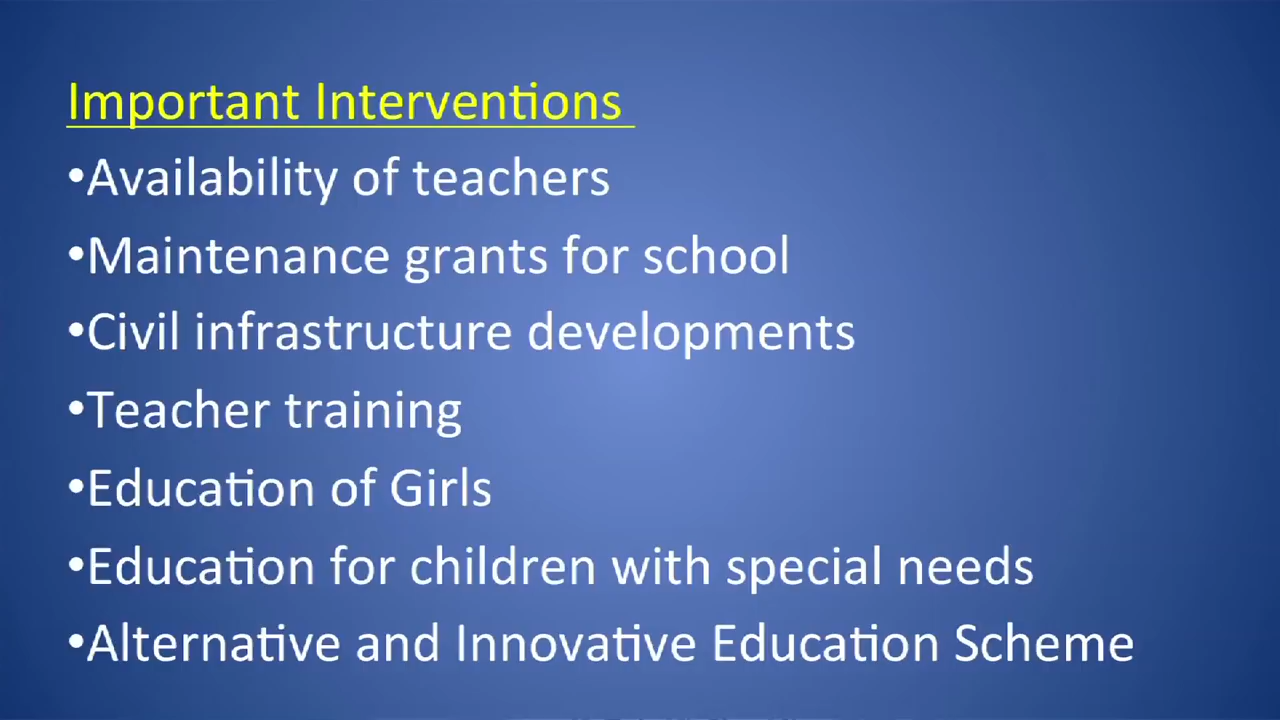 Important Interventions
•Availability of teachers
•Maintenance grants for school
•Civil infrastructure developments
•Teacher training
•Education of Girls
•Education for children with special needs
•Alternative and Innovative Education Scheme